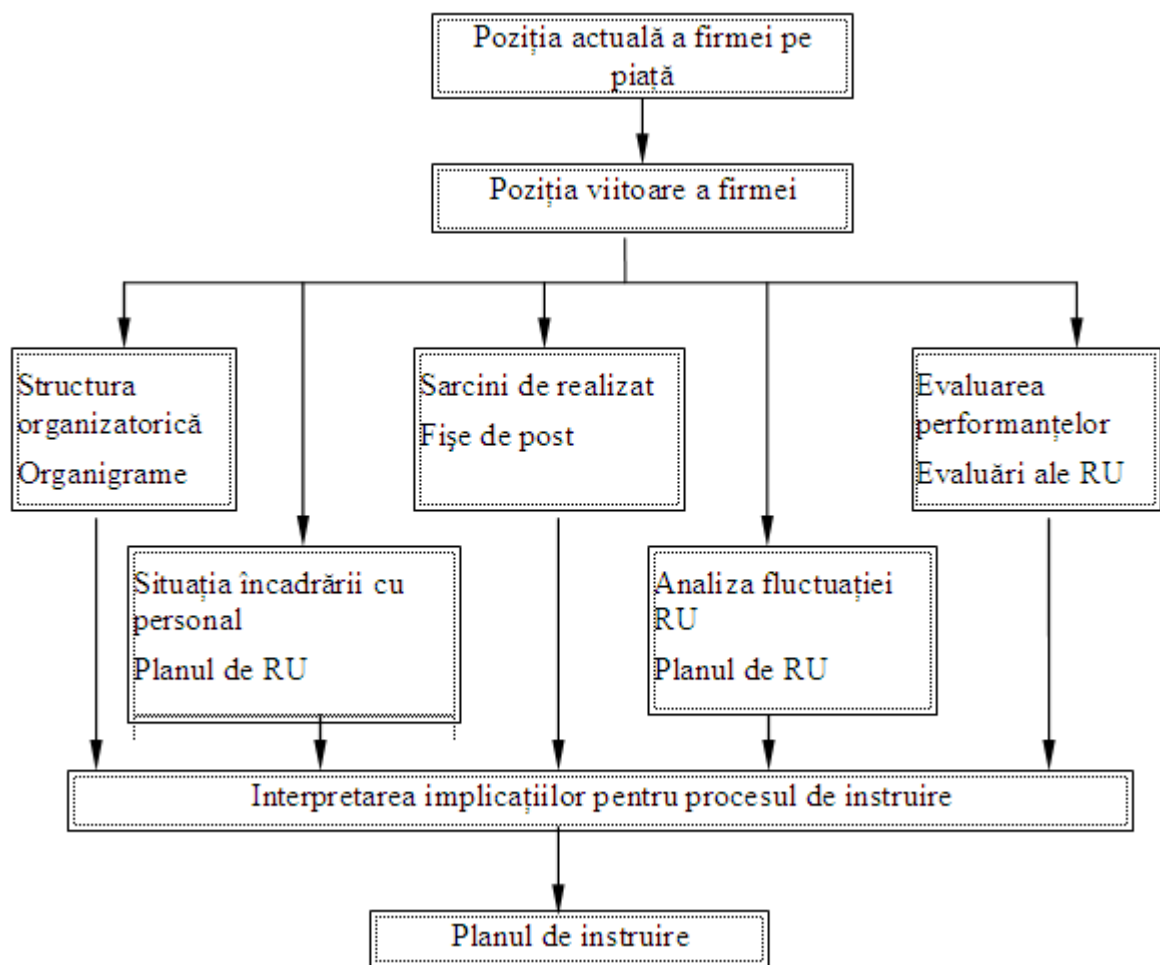 Poziția actuală a firmei pe
piață
Poziția viitoare a firmei
Structura
organizatorică
Organigrame
Sarcini de realizat
Fişe de post
Evaluarea
performanțelor
Evaluări ale RU
Situația încadrării cu
personal
Planul de RU
Analiza fluctuației
RU
Planul de RU
Interpretarea implicațiilor pentru procesul de instruire
Planul de instruire